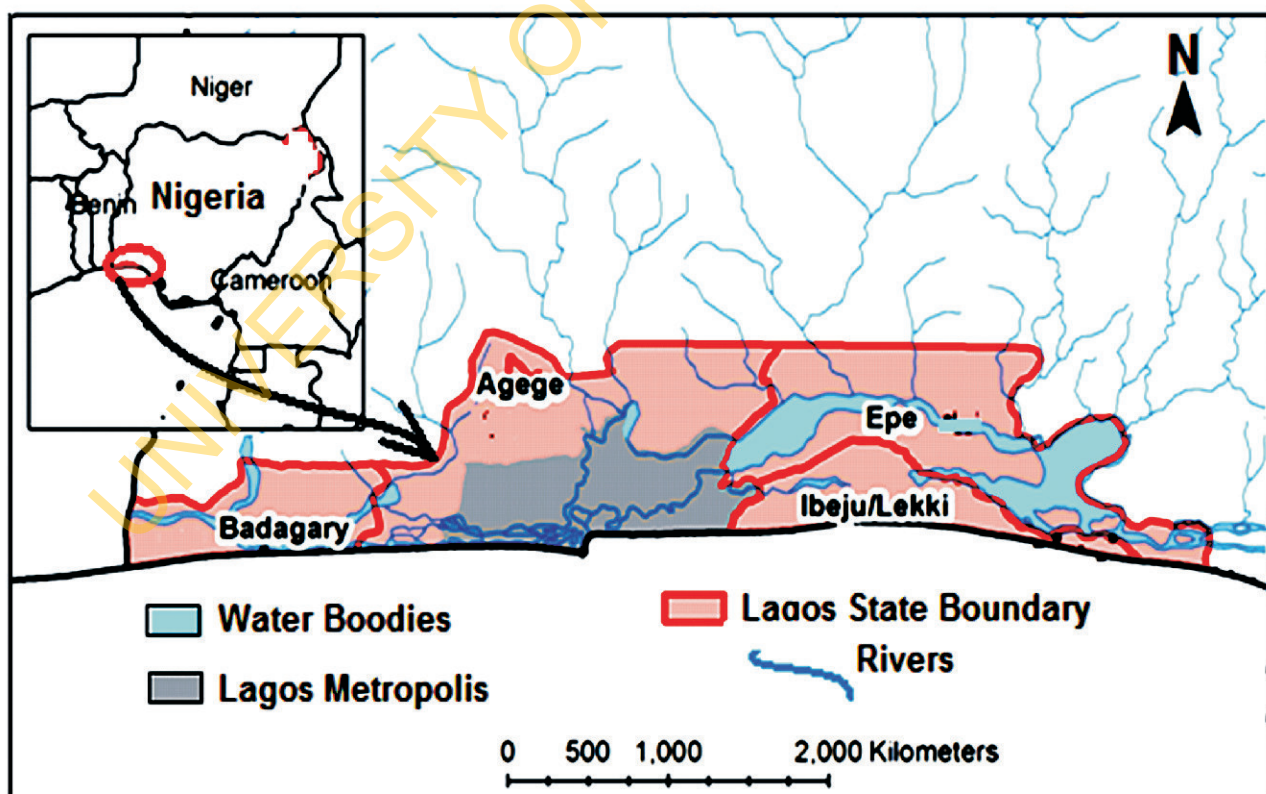 UNIVERSITY O
N
Niger
Benin
Nigeria
Cameroon
Agege
Epe
Badagary
Ibeju/Lekki
Water Boodies
Lagos State Boundary
Rivers
Lagos Metropolis
0 500 1,000 2,000 Kilometers